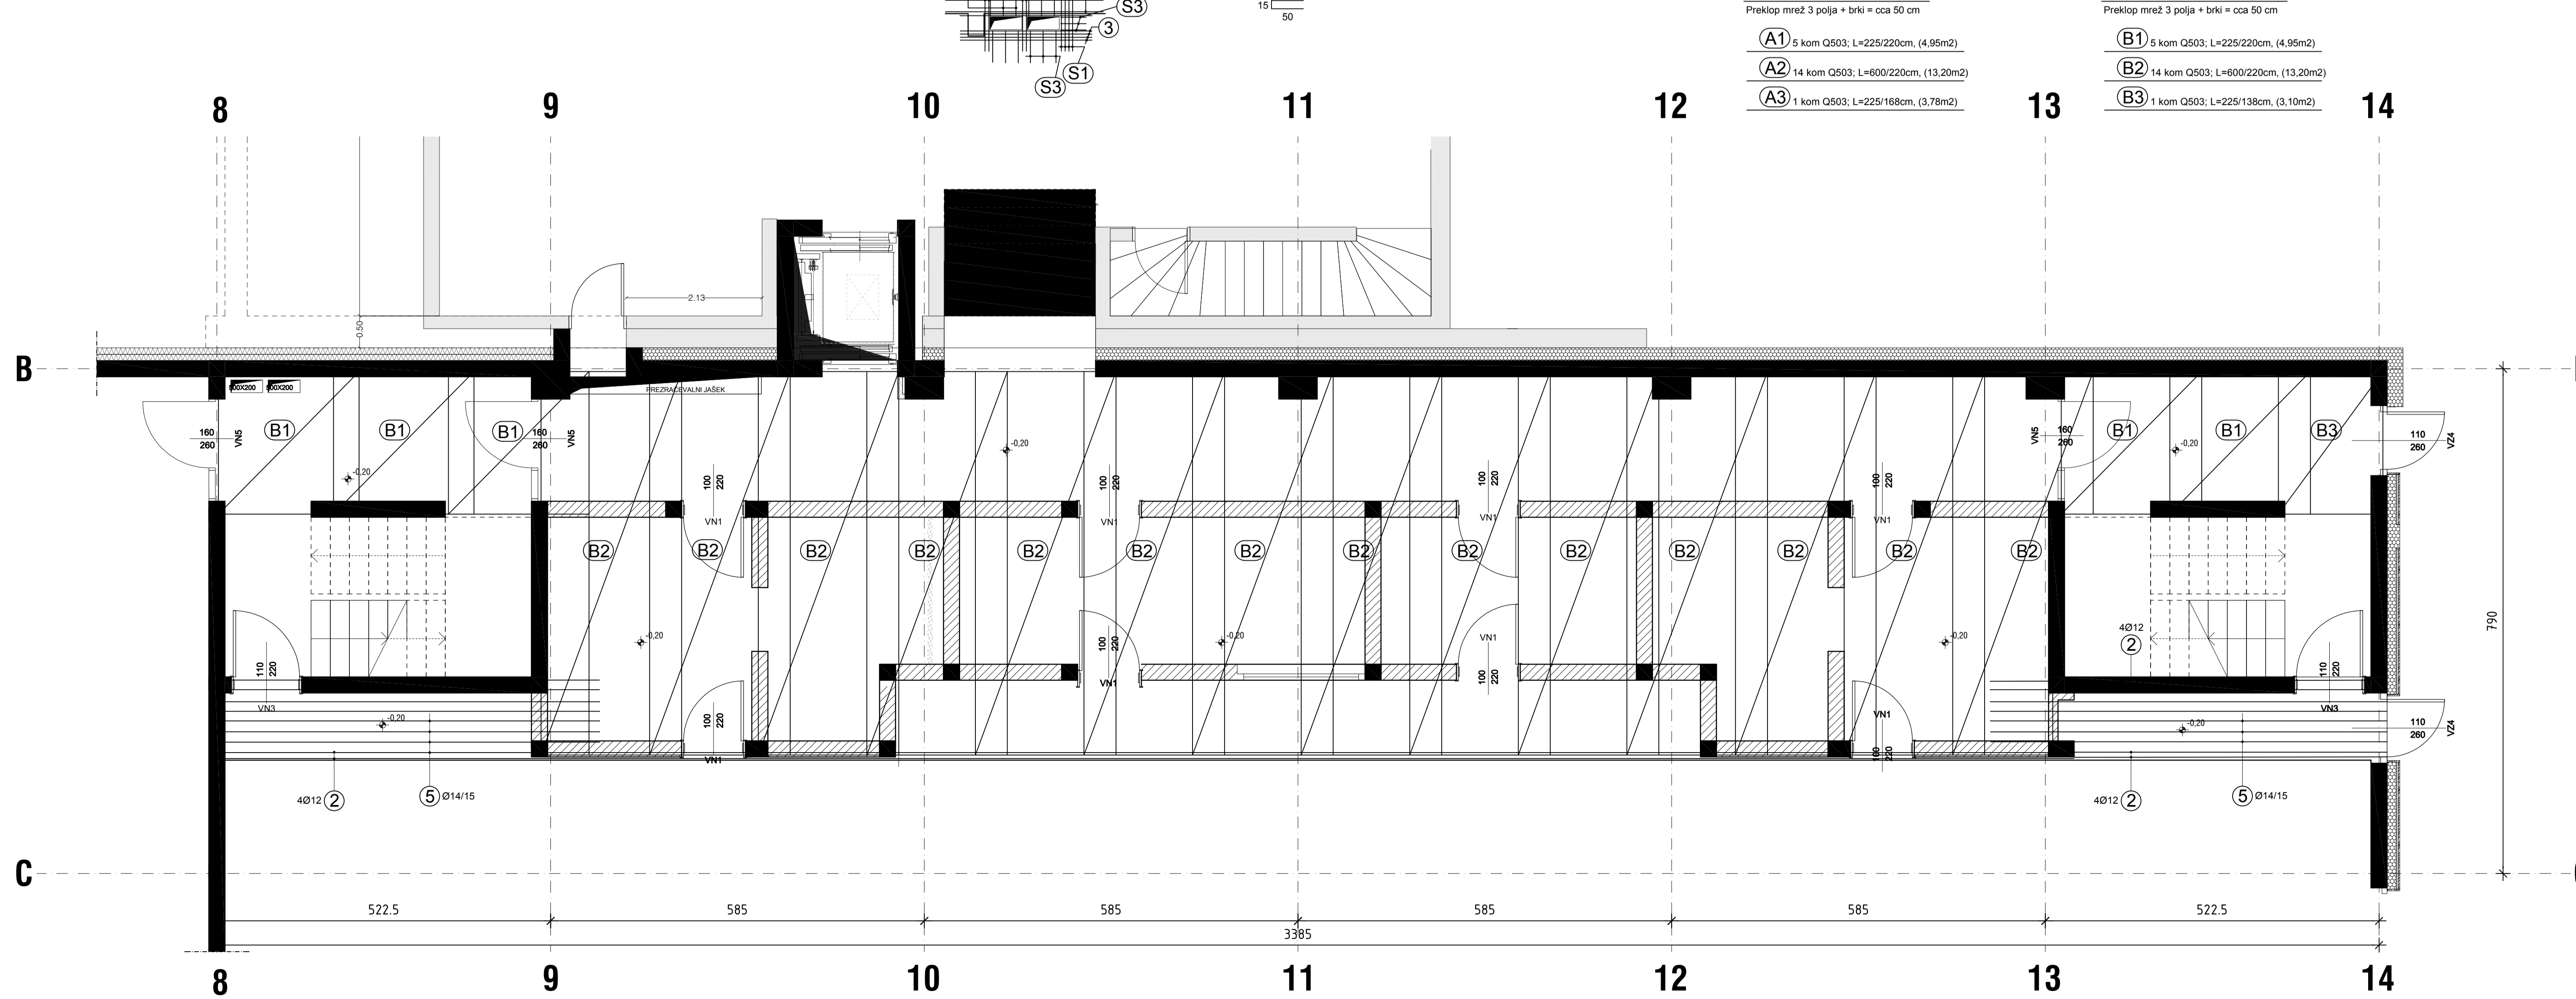 S3
3
S1
S3
15
50
Preklop mrež 3 polja + brki = cca 50 cm
A1 5 kom Q503; L=225/220cm, (4,95m2)
A2 14 kom Q503; L=600/220cm, (13,20m2)
A3 1 kom Q503; L=225/168cm, (3,78m2)
Preklop mrež 3 polja + brki = cca 50 cm
B1 5 kom Q503; L=225/220cm, (4,95m2)
B2 14 kom Q503; L=600/220cm, (13,20m2)
B3 1 kom Q503; L=225/138cm, (3,10m2)
8 9 10 11 12 13 14
2.13
0.50
B
500X200 500X200
PREZRAČEVALNI JAŠEK
160
260
VN5
B1 B1 B1
160
260
VN5
-0,20
-0,20
VN5
160
260
B1 B1 B3
-0,20
110
260
VZ4
100
220
VN1
100
220
VN1
100
220
VN1
100
220
VN1
B2 B2 B2 B2 B2 B2 B2 B2 B2 B2 B2 B2 B2 B2
-0,20
-0,20
-0,20
110
220
VN3
100
220
VN1
VN1
100
220
4Ø12 2
110
220
VN3
790
-0,20
100
220
VN1
VN1
100
220
-0,20
110
260
VZ4
4Ø12 2
5 Ø14/15
4Ø12 2
5 Ø14/15
C
522.5 585 585 585 585 522.5
3385
8 9 10 11 12 13 14